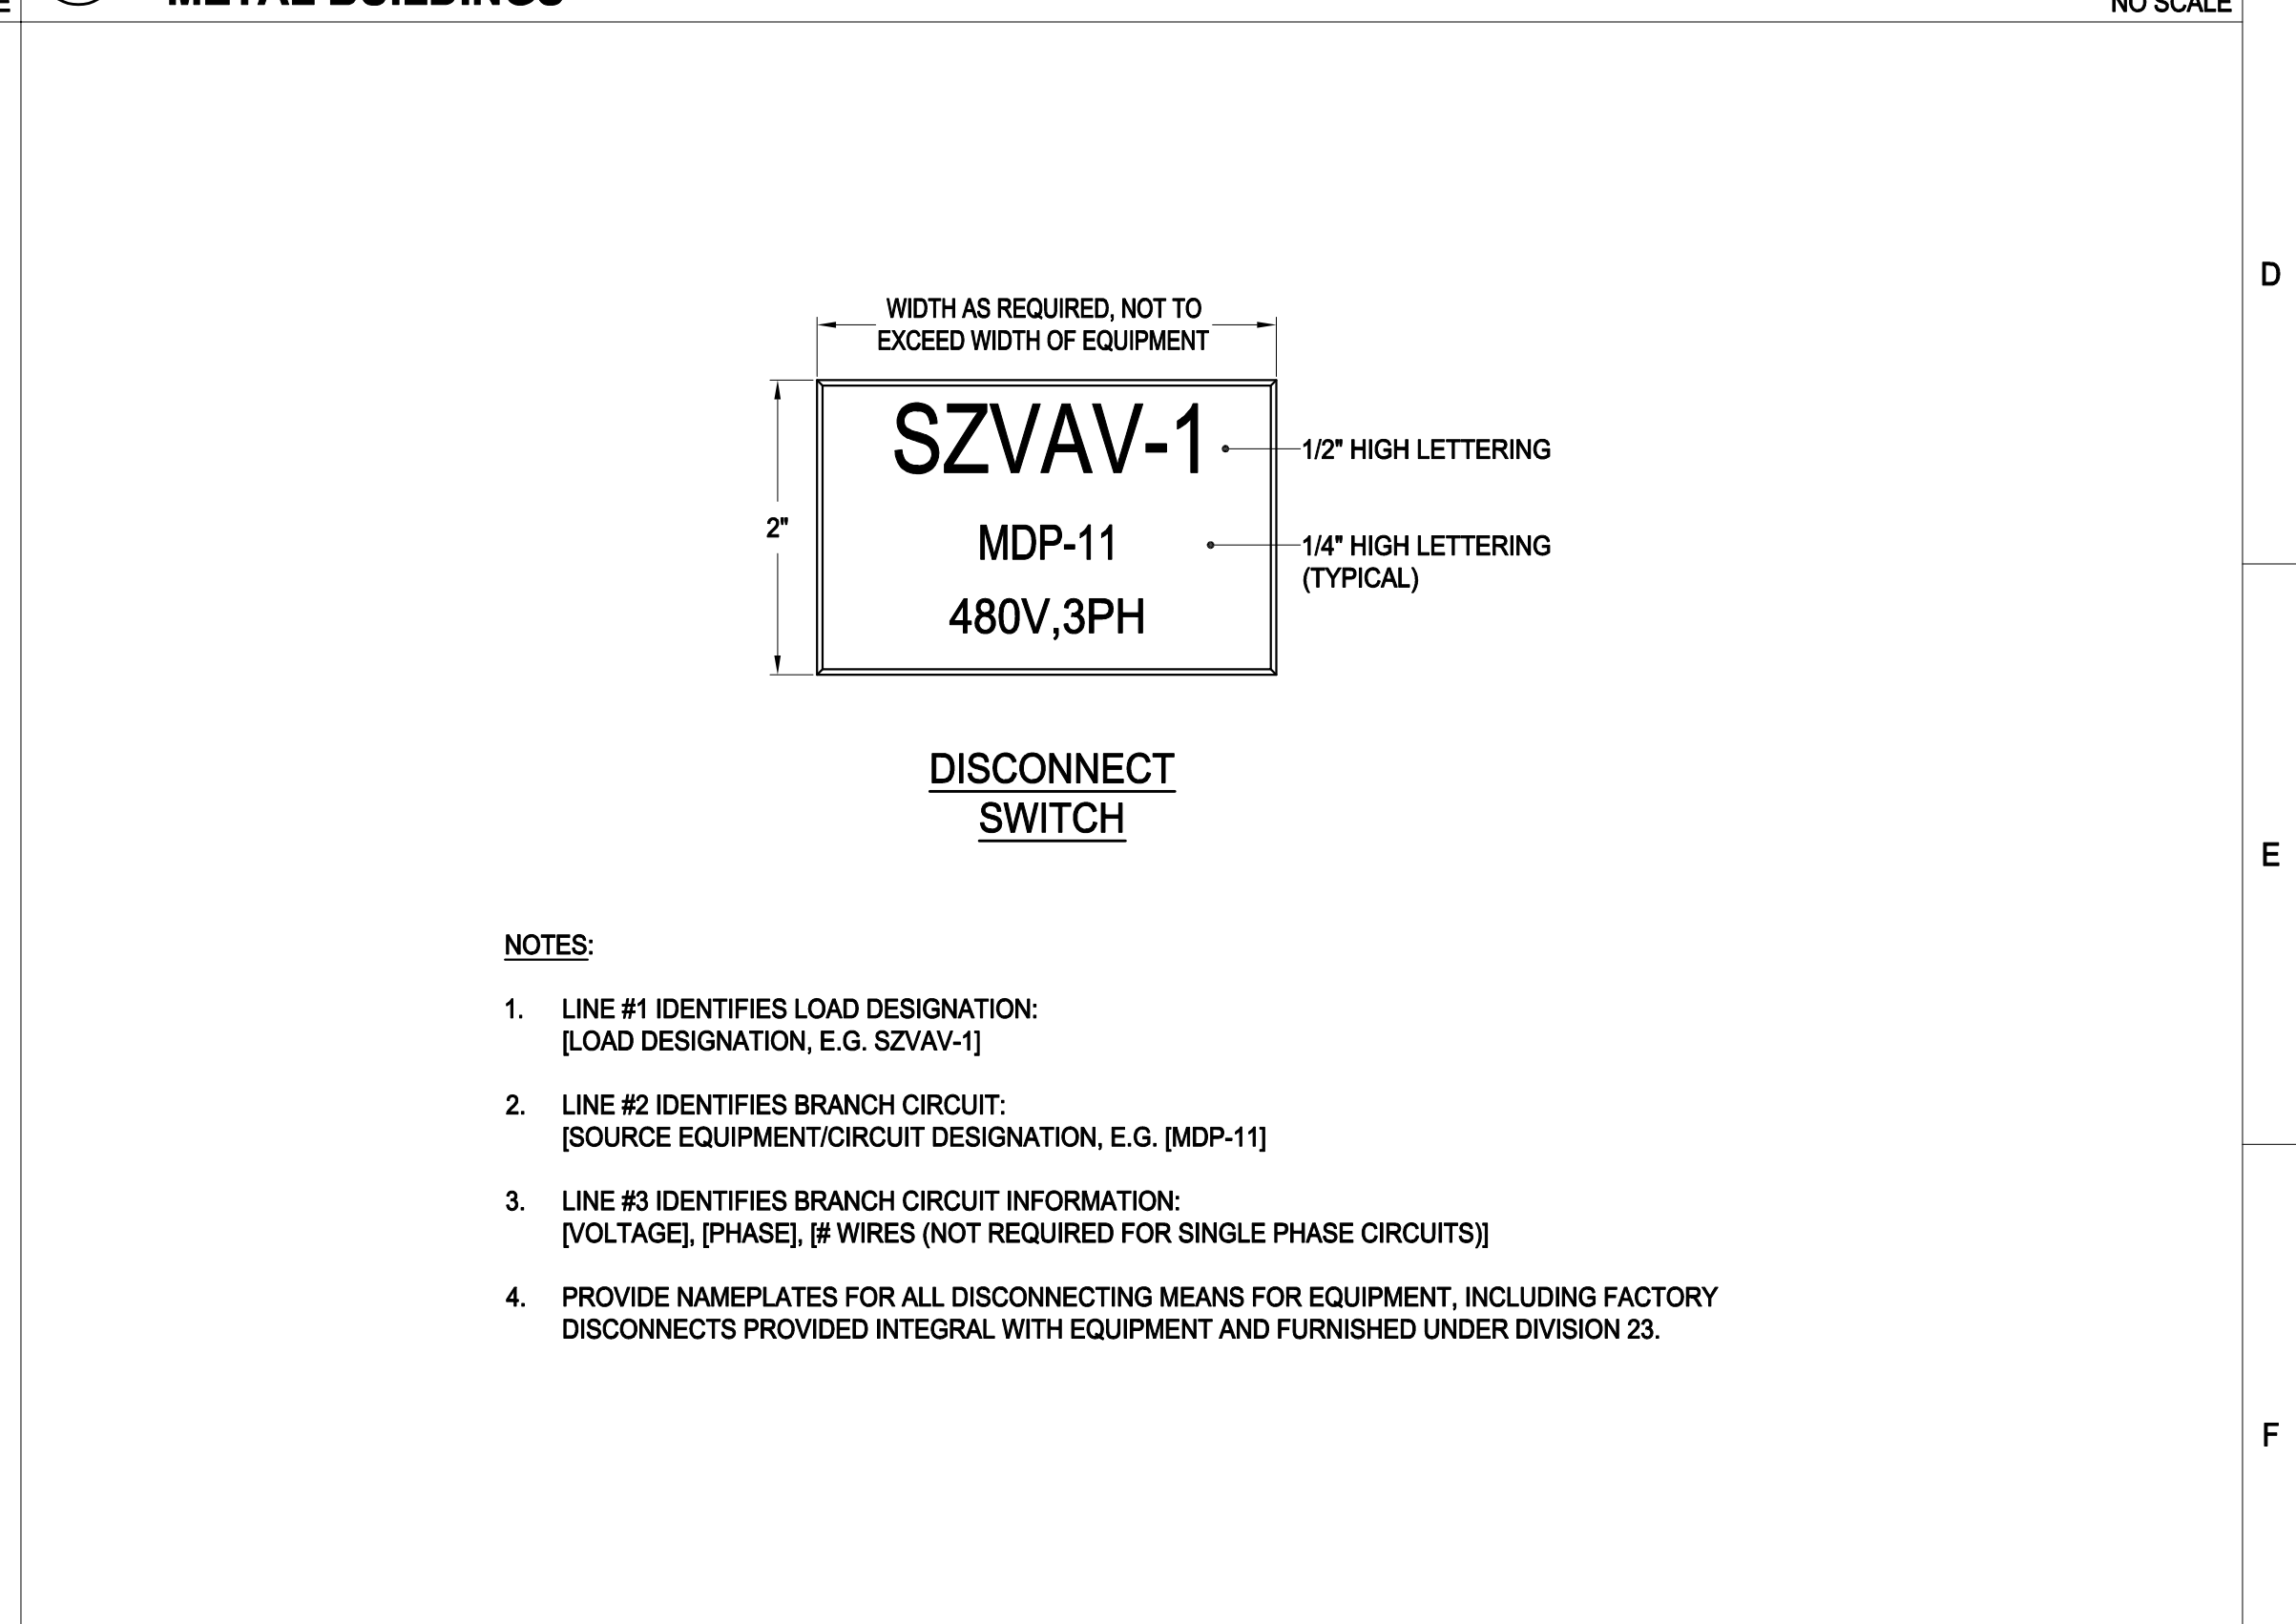 METAL BUILDINGS
NO SCALE
D
WIDTH AS REQUIRED, NOT TO
EXCEED WIDTH OF EQUIPMENT
SZVAV-1
1/2" HIGH LETTERING
2"
MDP-11
1/4" HIGH LETTERING
(TYPICAL)
480V,3PH
DISCONNECT
SWITCH
E
NOTES:
1. LINE #1 IDENTIFIES LOAD DESIGNATION:
[LOAD DESIGNATION, E.G. SZVAV-1]
2. LINE #2 IDENTIFIES BRANCH CIRCUIT:
[SOURCE EQUIPMENT/CIRCUIT DESIGNATION, E.G. [MDP-11]
3. LINE #3 IDENTIFIES BRANCH CIRCUIT INFORMATION:
[VOLTAGE], [PHASE], [# WIRES (NOT REQUIRED FOR SINGLE PHASE CIRCUITS)]
4. PROVIDE NAMEPLATES FOR ALL DISCONNECTING MEANS FOR EQUIPMENT, INCLUDING FACTORY
DISCONNECTS PROVIDED INTEGRAL WITH EQUIPMENT AND FURNISHED UNDER DIVISION 23.
F